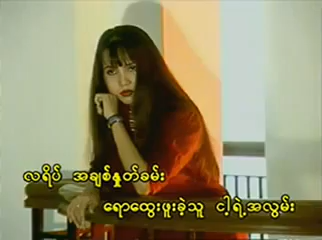 လရိပ် အချစ်နှုတ်ခမ်း
ရောထွေးဖူးခဲ့သူ ငါ့ရဲ့အလွမ်း